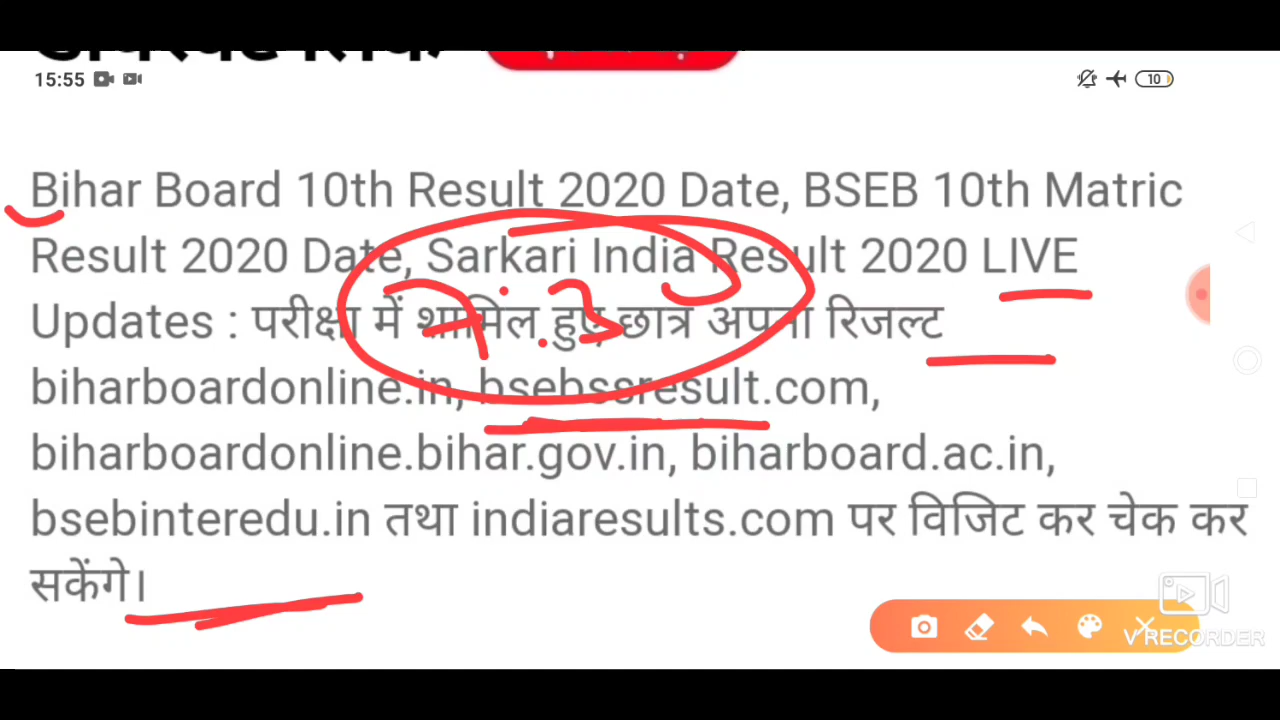 15:55
10
Bihar Board 10th Result 2020 Date, BSEB 10th Matric
Result 2020 Date, Sarkari India Result 2020 LIVE
Updates : परीक्षा में शामिल हुए छात्र अपना रिजल्ट
biharboardonline.in, bsebssresult.com,
biharboardonline.bihar.gov.in, biharboard.ac.in,
bsebinteredu.in तथा indiaresults.com पर विजिट कर चेक कर
सकेंगे।
V RECORDER